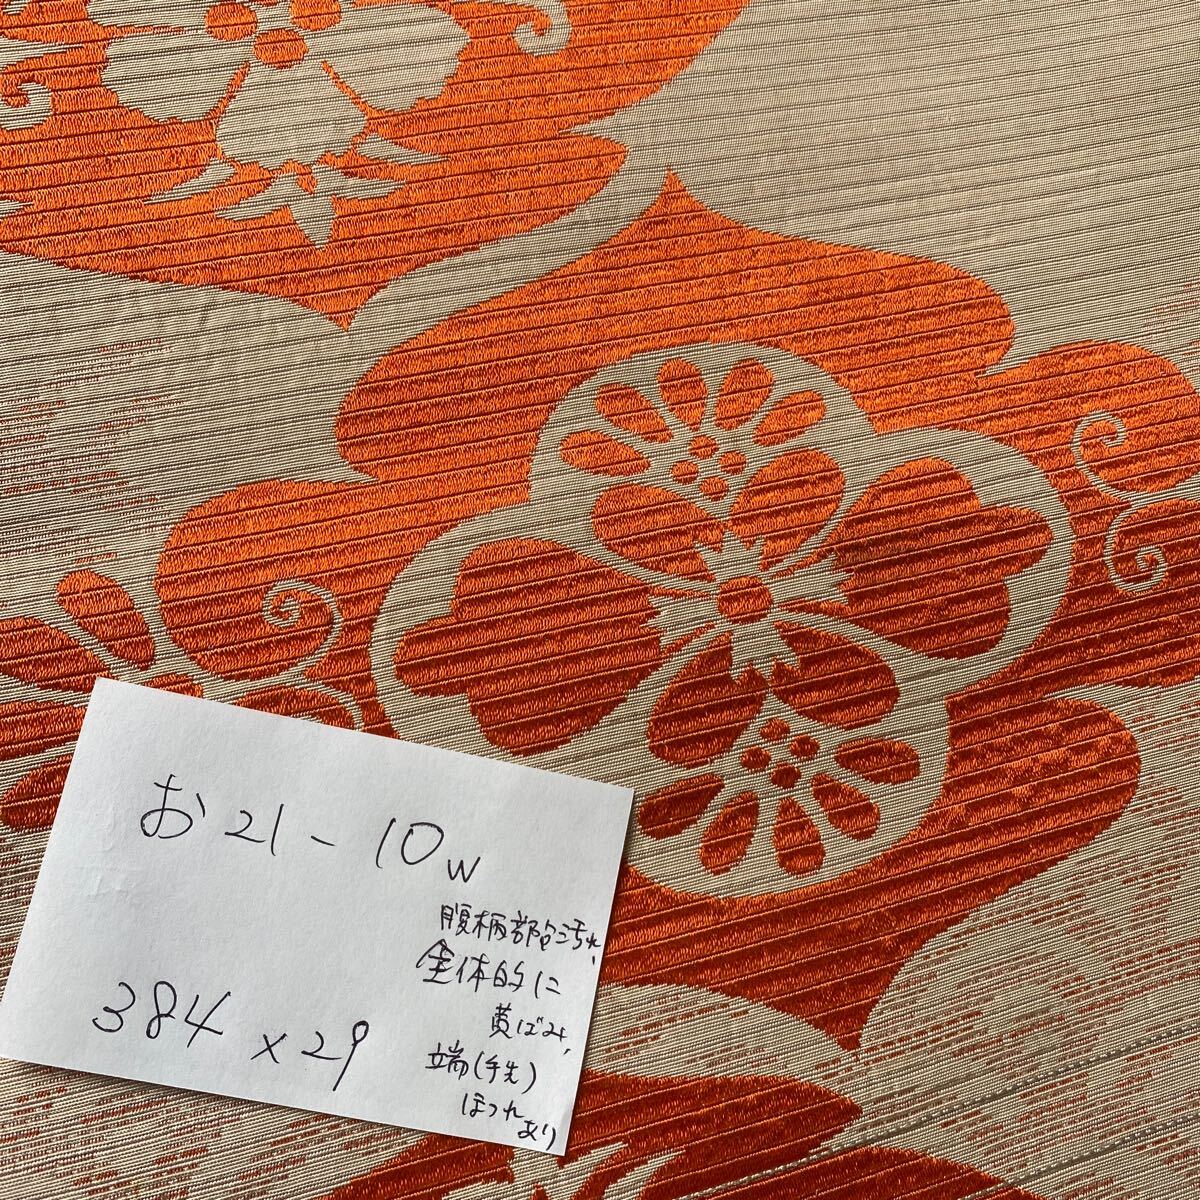 お21-10w
腹柄部分汚れ、
全体的に
黄ばみ、
端(手先)
ほつれ
あり
384×29